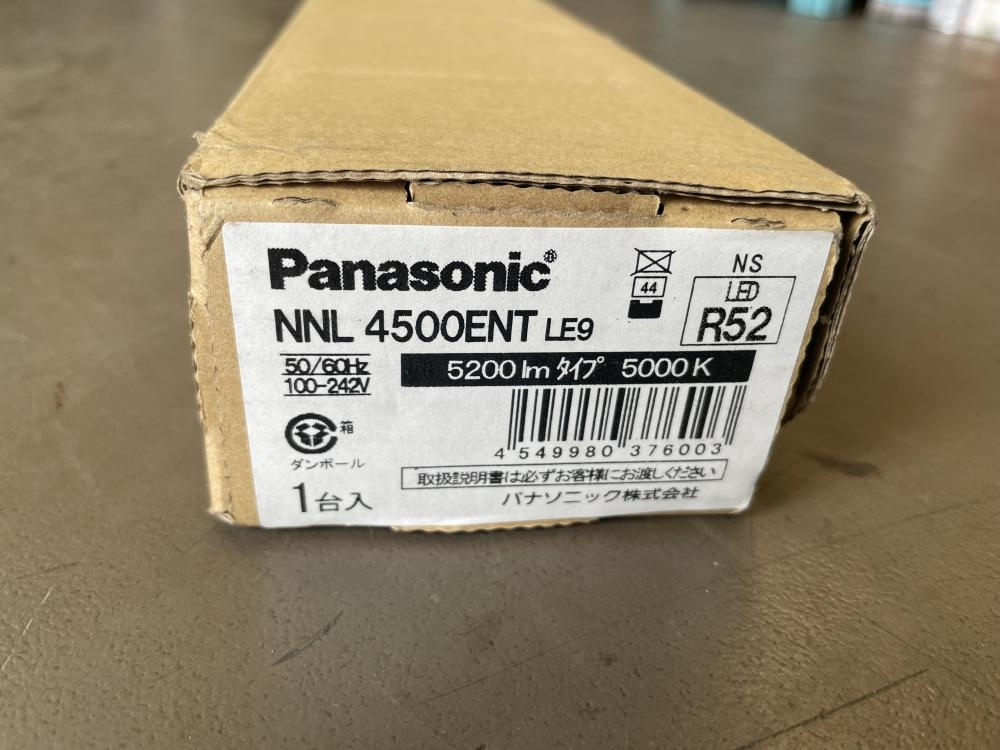 Panasonic®
NNL 4500ENT LE9
44
NS
LED
R52
50/60Hz
100-242V
5200 lm タイプ 5000 K
4 549980 376003
箱
ダンボール
1台入
取扱説明書は必ずお客様にお渡しください
パナソニック株式会社